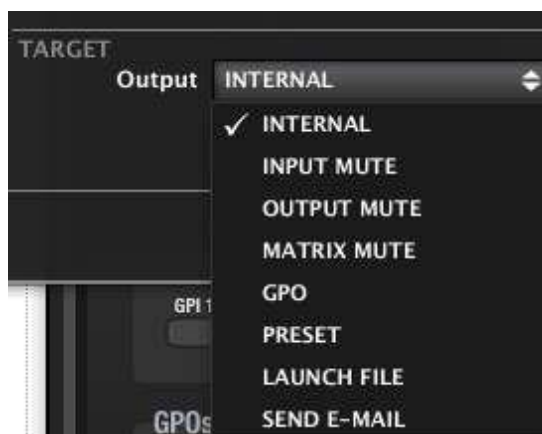 TARGET
Output INTERNAL
✓ INTERNAL
INPUT MUTE
OUTPUT MUTE
MATRIX MUTE
GPO
GPI 1
PRESET
LAUNCH FILE
GPOs
SEND E-MAIL